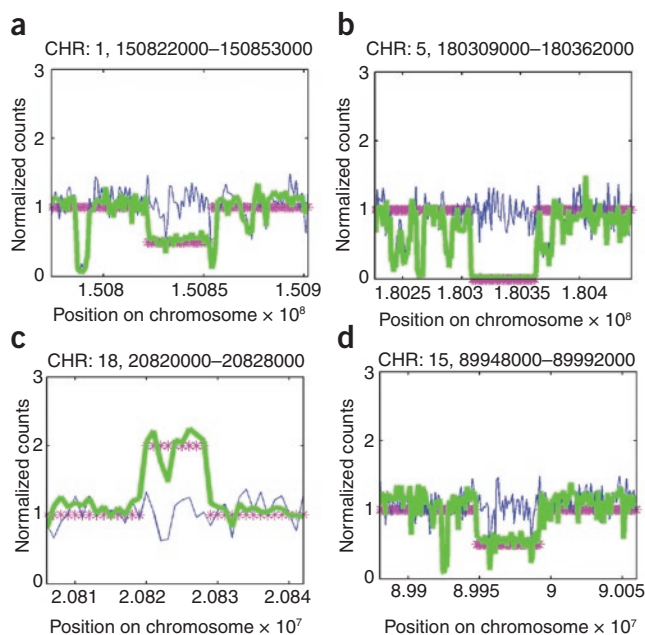 a
CHR: 1, 150822000–150853000
Normalized counts
3
2
1
0
1.508
1.5085
1.509
Position on chromosome × 10⁸
b
CHR: 5, 180309000–180362000
Normalized counts
3
2
1
0
1.8025
1.803
1.8035
1.804
Position on chromosome × 10⁸
c
CHR: 18, 20820000–20828000
Normalized counts
3
2
1
0
2.081
2.082
2.083
2.084
Position on chromosome × 10⁷
d
CHR: 15, 89948000–89992000
Normalized counts
3
2
1
0
8.99
8.995
9
9.005
Position on chromosome × 10⁷